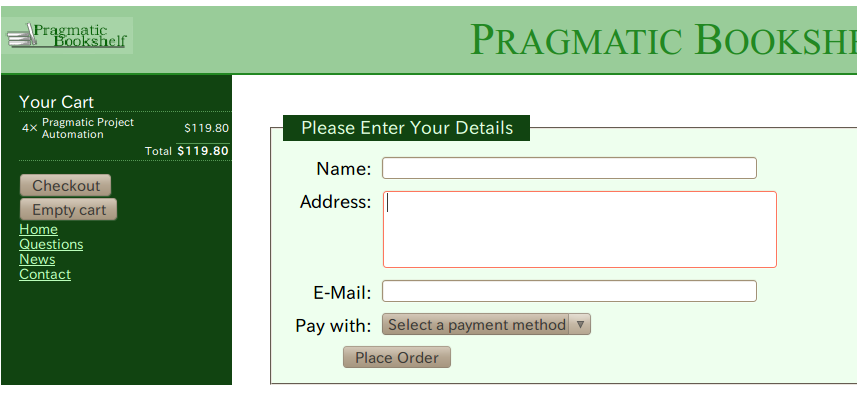 Pragmatic
Bookshelf
PRAGMATIC BOOKSH
Your Cart
4× Pragmatic Project
Automation $119.80
Total $119.80
Checkout
Empty cart
Home
Questions
News
Contact
Please Enter Your Details
Name:
Address:
E-Mail:
Pay with: Select a payment method
Place Order